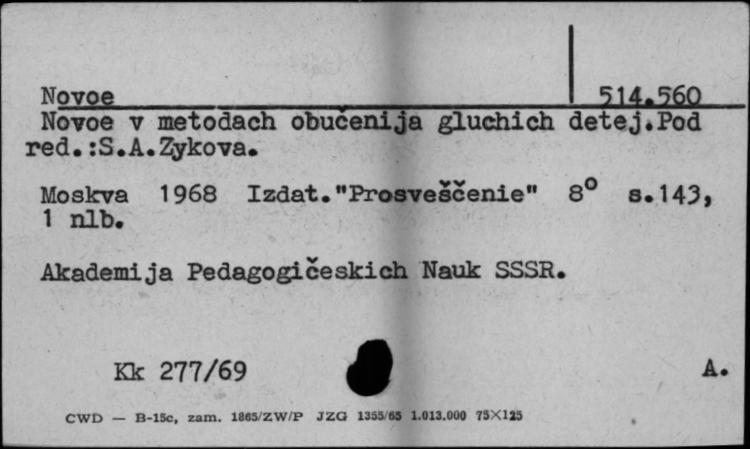 Novoe 514.560
Novoe v metodach obučenija gluchich detej.Pod
red.:S.A.Zykova.
Moskva 1968 Izdat."Prosveščenie" 8° s.143,
1 nlb.
Akademija Pedagogičeskich Nauk SSSR.
Kk 277/69 A.
CWD — B-15c, zam. 1865/ZW/P JZG 1355/65 1.013.000 75X125